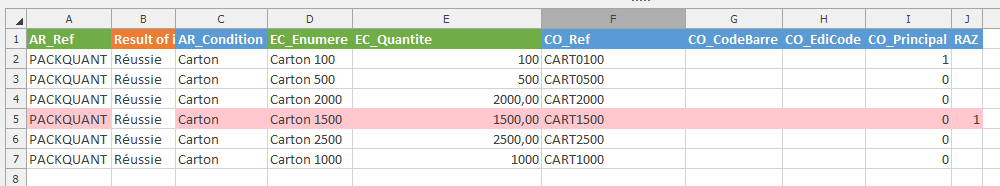 A B C D E F G H I J
1 AR_Ref Result of i AR_Condition EC_Enumere EC_Quantite CO_Ref CO_CodeBarre CO_EdiCode CO_Principal RAZ
2 PACKQUANT Réussie Carton Carton 100 100 CART0100 1
3 PACKQUANT Réussie Carton Carton 500 500 CART0500 0
4 PACKQUANT Réussie Carton Carton 2000 2000,00 CART2000 0
5 PACKQUANT Réussie Carton Carton 1500 1500,00 CART1500 0 1
6 PACKQUANT Réussie Carton Carton 2500 2500,00 CART2500 0
7 PACKQUANT Réussie Carton Carton 1000 1000 CART1000 0
8